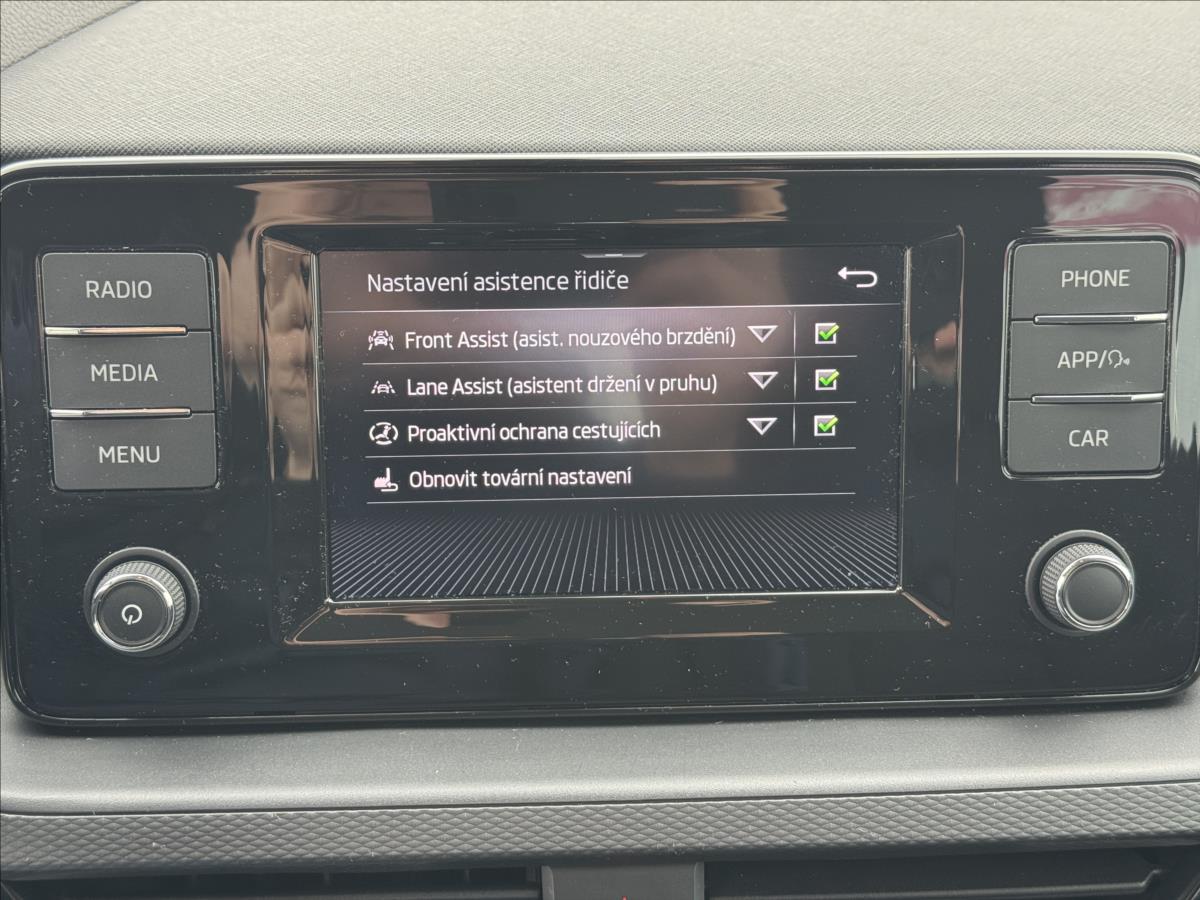 RADIO
MEDIA
MENU
Nastavení asistence řidiče
Front Assist (asist. nouzového brzdění)
Lane Assist (asistent držení v pruhu)
Proaktivní ochrana cestujících
Obnovit tovární nastavení
PHONE
APP/
CAR